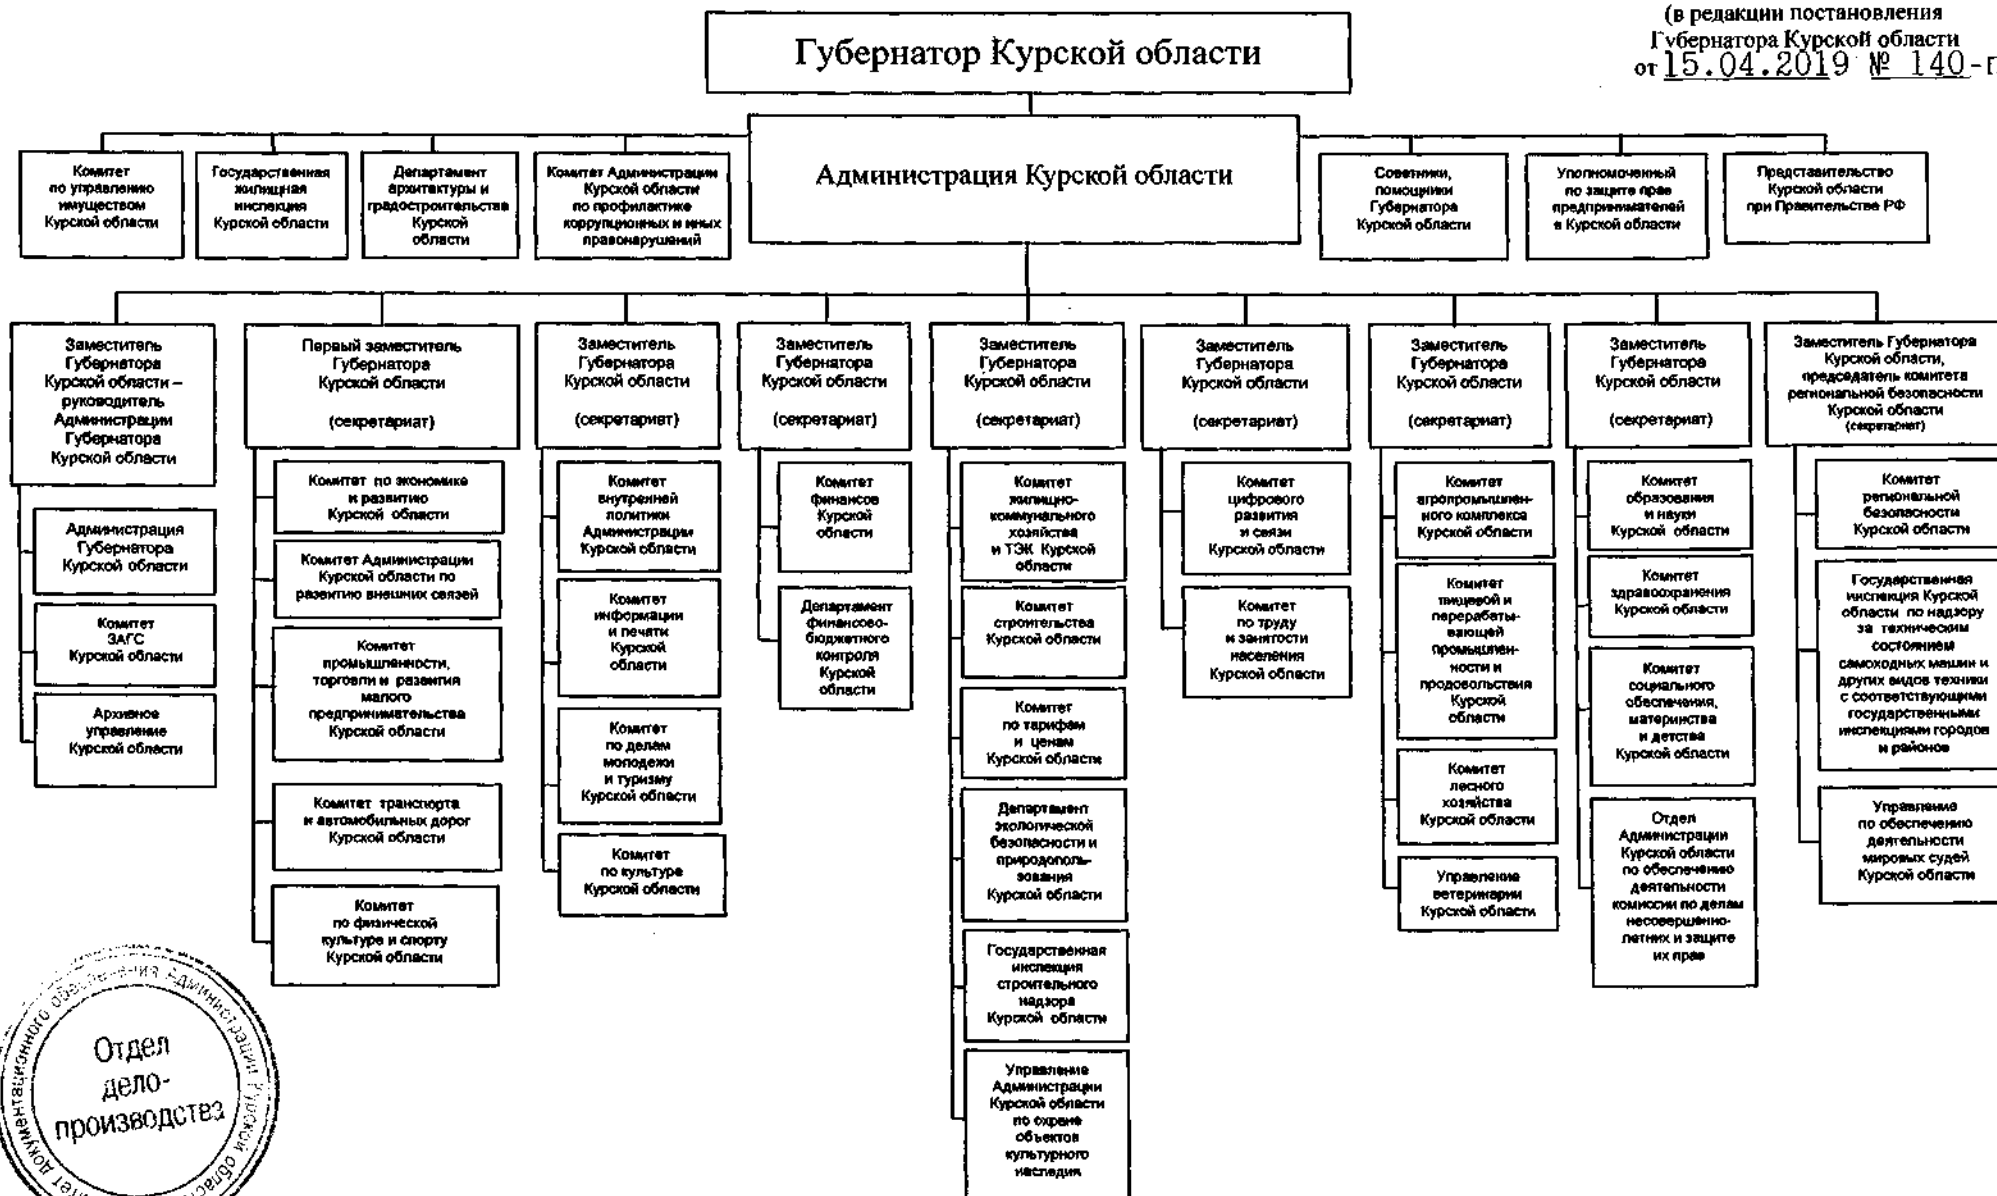 (в редакции постановления
Губернатора Курской области
от 15.04.2019 № 140-п
Губернатор Курской области
Администрация Курской области
Комитет
по управлению
имуществом
Курской области
Государственная
жилищная
инспекция
Курской области
Департамент
архитектуры и
градостроительства
Курской
области
Комитет Администрации
Курской области
по профилактике
коррупционных и иных
правонарушений
Советники,
помощники
Губернатора
Курской области
Уполномоченный
по защите прав
предпринимателей
в Курской области
Представительство
Курской области
при Правительстве РФ
Заместитель
Губернатора
Курской области –
руководитель
Администрации
Губернатора
Курской области
Администрация
Губернатора
Курской области
Комитет
ЗАГС
Курской области
Архивное
управление
Курской области
Первый заместитель
Губернатора
Курской области
(секретариат)
Комитет по экономике
и развитию
Курской области
Комитет Администрации
Курской области по
развитию внешних связей
Комитет
промышленности,
торговли и развития
малого
предпринимательства
Курской области
Комитет транспорта
и автомобильных дорог
Курской области
Комитет
по физической
культуре и спорту
Курской области
Заместитель
Губернатора
Курской области
(секретариат)
Комитет
внутренней
политики
Администрации
Курской области
Комитет
информации
и печати
Курской
области
Комитет
по делам
молодежи
и туризму
Курской области
Комитет
по культуре
Курской области
Заместитель
Губернатора
Курской области
(секретариат)
Комитет
финансов
Курской
области
Департамент
финансово-
бюджетного
контроля
Курской
области
Заместитель
Губернатора
Курской области
(секретариат)
Комитет
жилищно-
коммунального
хозяйства
и ТЭК Курской
области
Комитет
строительства
Курской области
Комитет
по тарифам
и ценам
Курской области
Департамент
экологической
безопасности и
природополь-
зования
Курской области
Государственная
инспекция
строительного
надзора
Курской области
Управление
Администрации
Курской области
по охране
объектов
культурного
наследия
Заместитель
Губернатора
Курской области
(секретариат)
Комитет
цифрового
развития
и связи
Курской области
Комитет
по труду
и занятости
населения
Курской области
Заместитель
Губернатора
Курской области
(секретариат)
Комитет
агропромышлен-
ного комплекса
Курской области
Комитет
пищевой и
перерабаты-
вающей
промышлен-
ности и
продовольствия
Курской
области
Комитет
лесного
хозяйства
Курской области
Управление
ветеринарии
Курской области
Заместитель
Губернатора
Курской области
(секретариат)
Комитет
образования
и науки
Курской области
Комитет
здравоохранения
Курской области
Комитет
социального
обеспечения,
материнства
и детства
Курской области
Отдел
Администрации
Курской области
по обеспечению
деятельности
комиссии по делам
несовершенно-
летних и защите
их прав
Заместитель Губернатора
Курской области,
председатель комитета
региональной безопасности
Курской области
(секретариат)
Комитет
региональной
безопасности
Курской области
Государственная
инспекция Курской
области по надзору
за техническим
состоянием
самоходных машин и
других видов техники
с соответствующими
государственными
инспекциями городов
и районов
Управление
по обеспечению
деятельности
мировых судей
Курской области
документационного обеспечения Администрации Курской
Отдел
дело-
производства